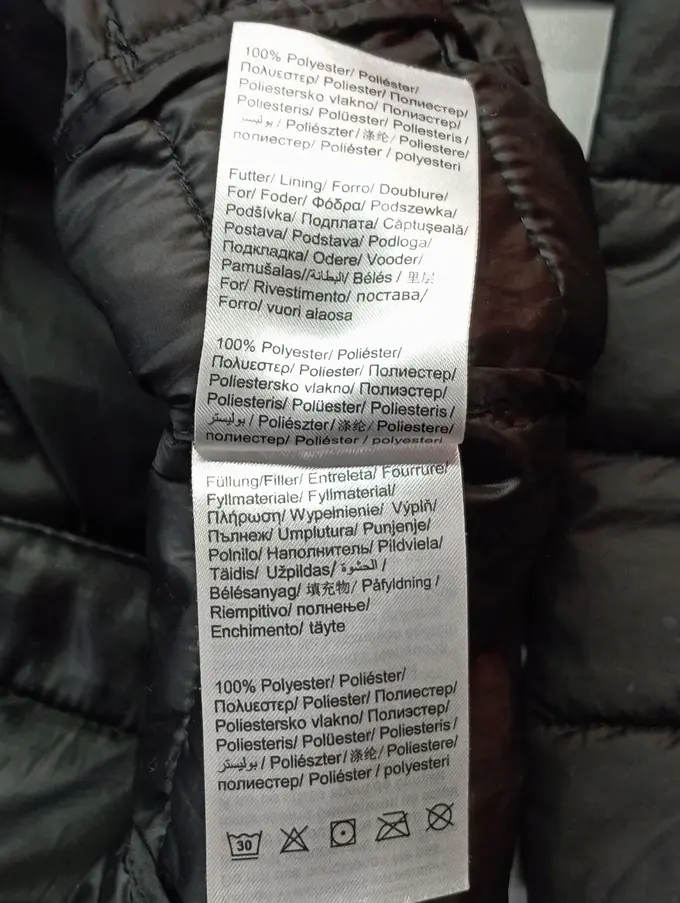 100% Polyester/ Poliéster/
Πολυεστερ/ Poliester/ Полиестер/
Poliestersko vlakno/ Полиэстер/
Poliesteris/ Polüester/ Poliesteris /
بوليستر / Poliészter/ 涤纶/ Poliestere/
полиестер/ Poliéster / polyesteri
Futter/ Lining/ Forro/ Doublure/
For/ Foder/ Φόδρα/ Podszewka/
Podšívka/ Подплата/ Căptuşeală/
Postava/ Podstava/ Podloga/
Подкладка/ Odere/ Vooder/
Pamušalas//البطانة/ Bélés / 里层
For/ Rivestimento/ постава/
Forro/ vuori alaosa
100% Polyester/ Poliéster/
Πολυεστερ/ Poliester/ Полиестер/
Poliestersko vlakno/ Полиэстер/
Poliesteris/ Polüester/ Poliesteris /
بوليستر / Poliészter/ 涤纶/ Poliestere/
полиестер/ Poliéster / polyesteri
Füllung/Filler/ Entreleta/ Fourrure/
Fyllmateriale/ Fyllmaterial/
Πλήρωση/ Wypełnienie/ Výplň/
Пълнеж/ Umplutura/ Punjenje/
Polnilo/ Наполнитель/ Pildviela/
Täidis/ Užpildas/ الحشوة /
Bélésanyag/ 填充物/ Påfyldning /
Riempitivo/ полнење/
Enchimento/ täyte
100% Polyester/ Poliéster/
Πολυεστερ/ Poliester/ Полиестер/
Poliestersko vlakno/ Полиэстер/
Poliesteris/ Polüester/ Poliesteris /
بوليستر / Poliészter/ 涤纶/ Poliestere/
полиестер/ Poliéster / polyesteri
30